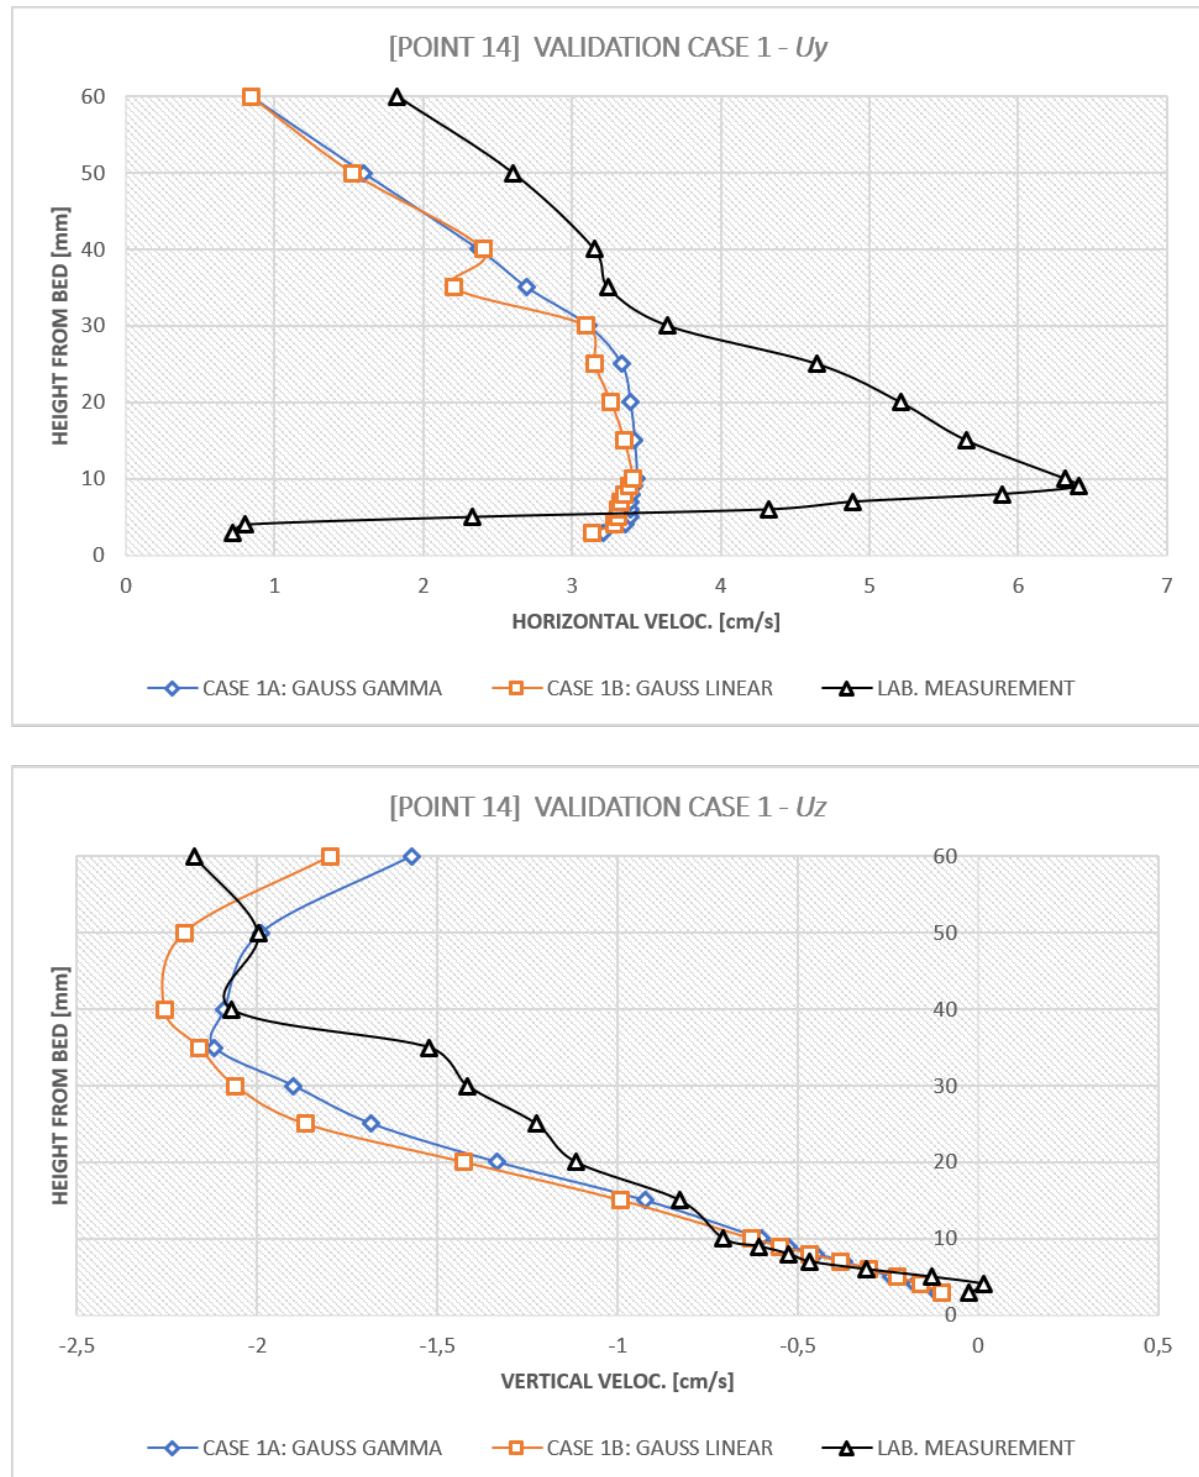 [POINT 14] VALIDATION CASE 1 - Uy
HEIGHT FROM BED [mm]
60
50
40
30
20
10
0
0 1 2 3 4 5 6 7
HORIZONTAL VELOC. [cm/s]
CASE 1A: GAUSS GAMMA CASE 1B: GAUSS LINEAR LAB. MEASUREMENT
[POINT 14] VALIDATION CASE 1 - Uz
HEIGHT FROM BED [mm]
60
50
40
30
20
10
0
-2,5 -2 -1,5 -1 -0,5 0 0,5
VERTICAL VELOC. [cm/s]
CASE 1A: GAUSS GAMMA CASE 1B: GAUSS LINEAR LAB. MEASUREMENT